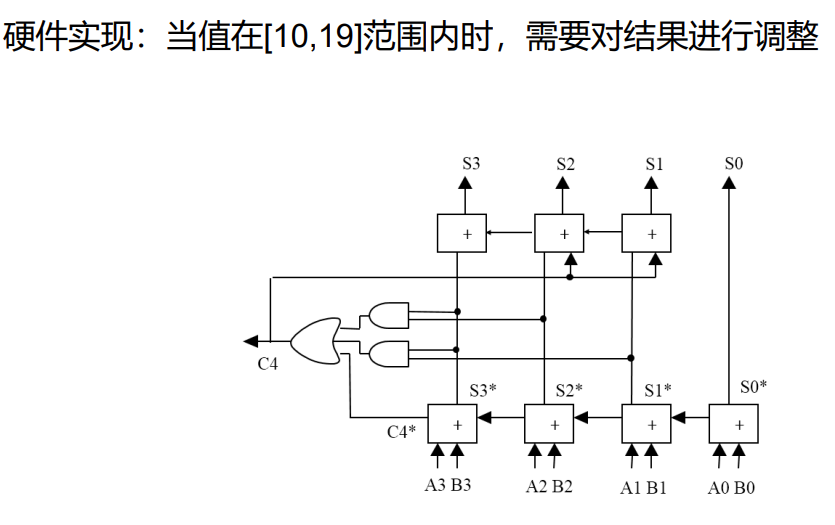 硬件实现：当值在[10,19]范围内时，需要对结果进行调整
S3 S2 S1 S0
+ + +
C4
S3* S2* S1* S0*
C4* + + + +
A3 B3 A2 B2 A1 B1 A0 B0